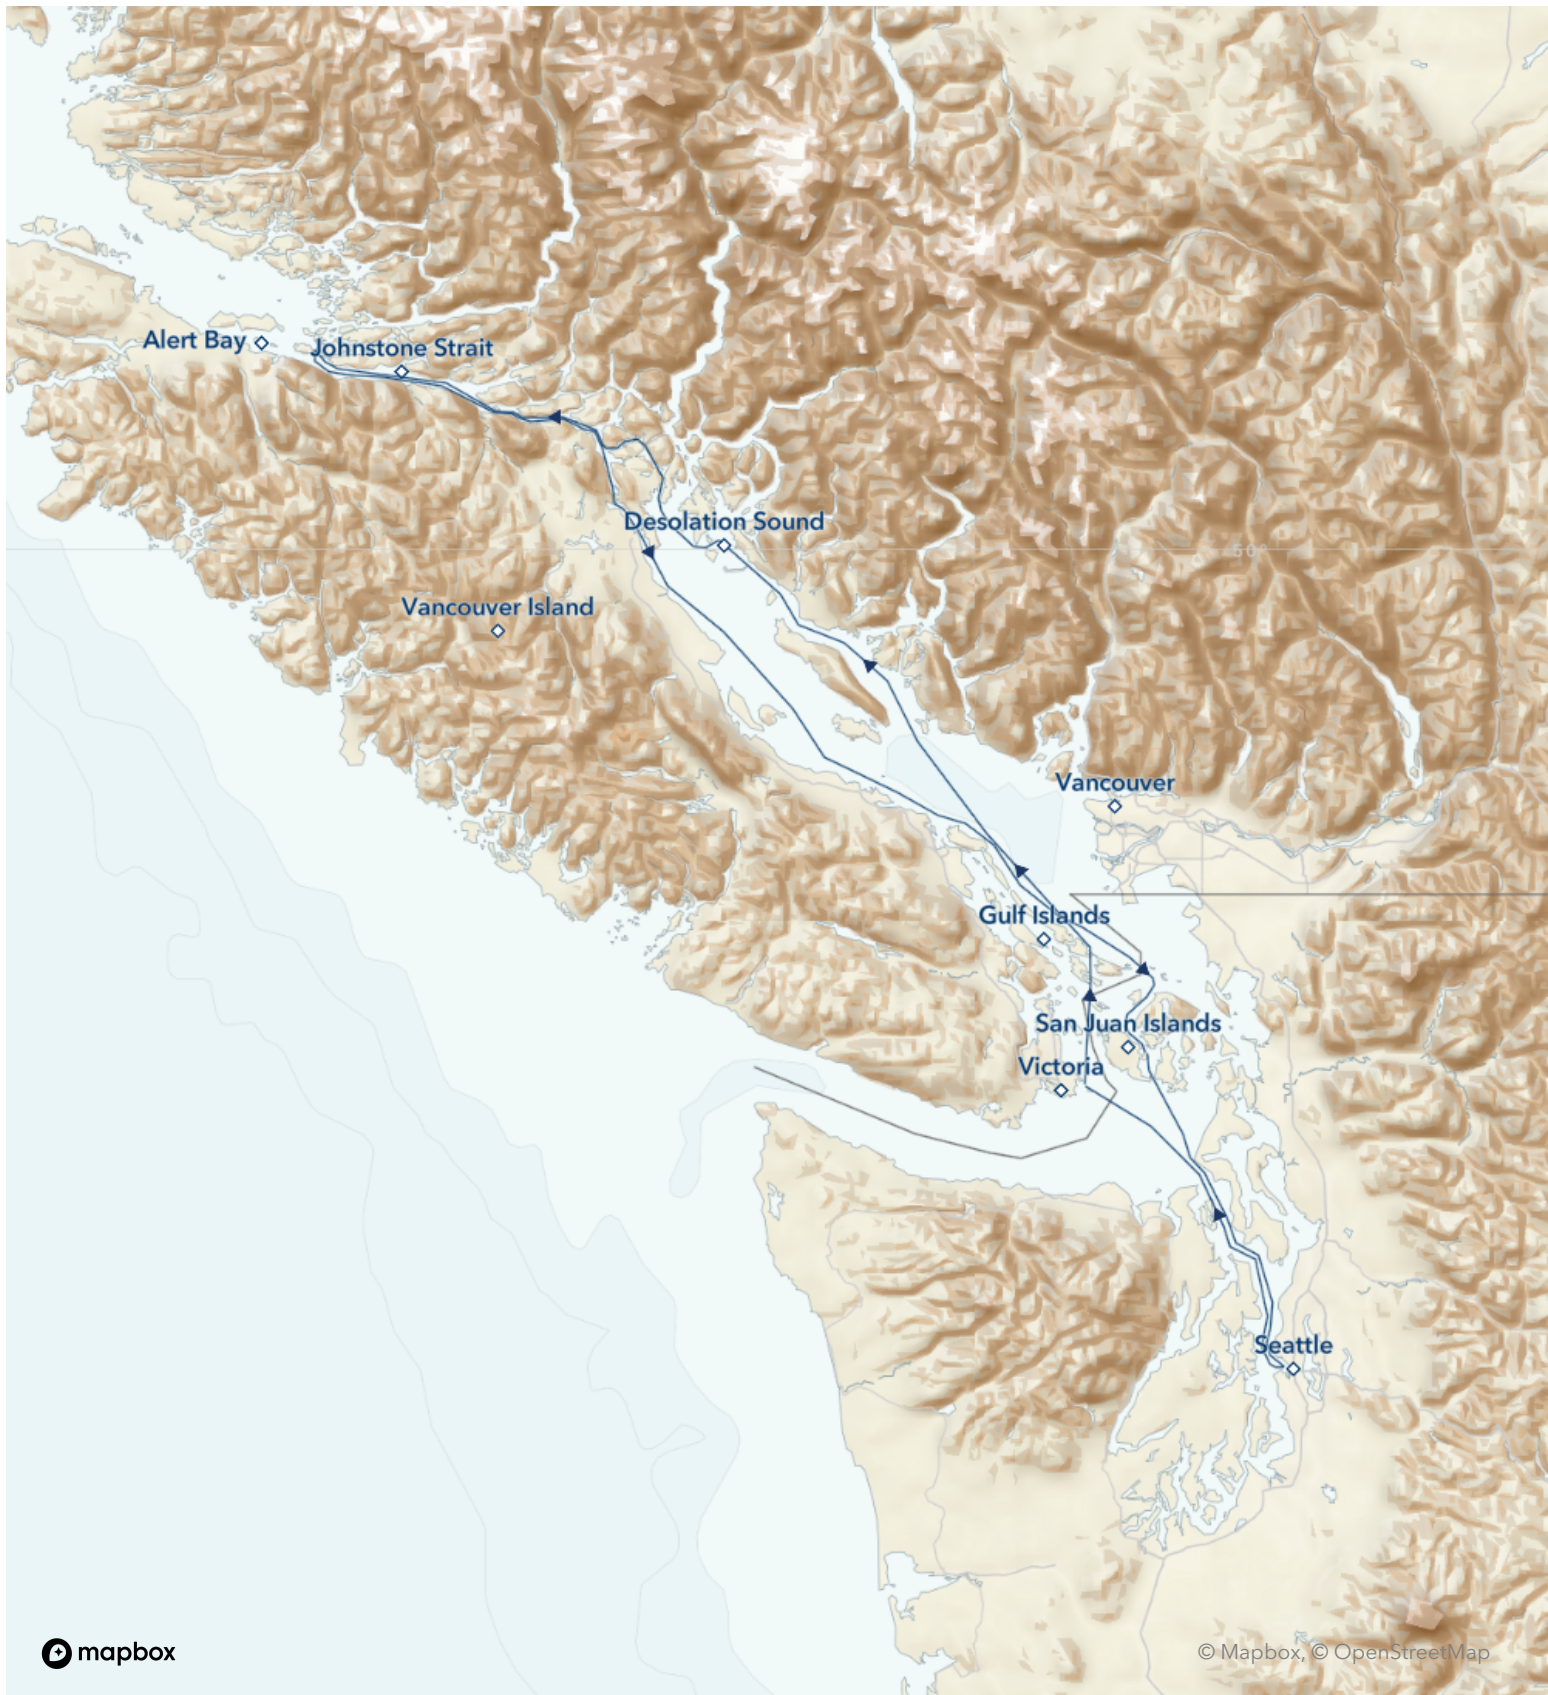 Alert Bay
Johnstone Strait
Desolation Sound
50°
Vancouver Island
Vancouver
Gulf Islands
San Juan Islands
Victoria
Seattle
mapbox
© Mapbox, © OpenStreetMap